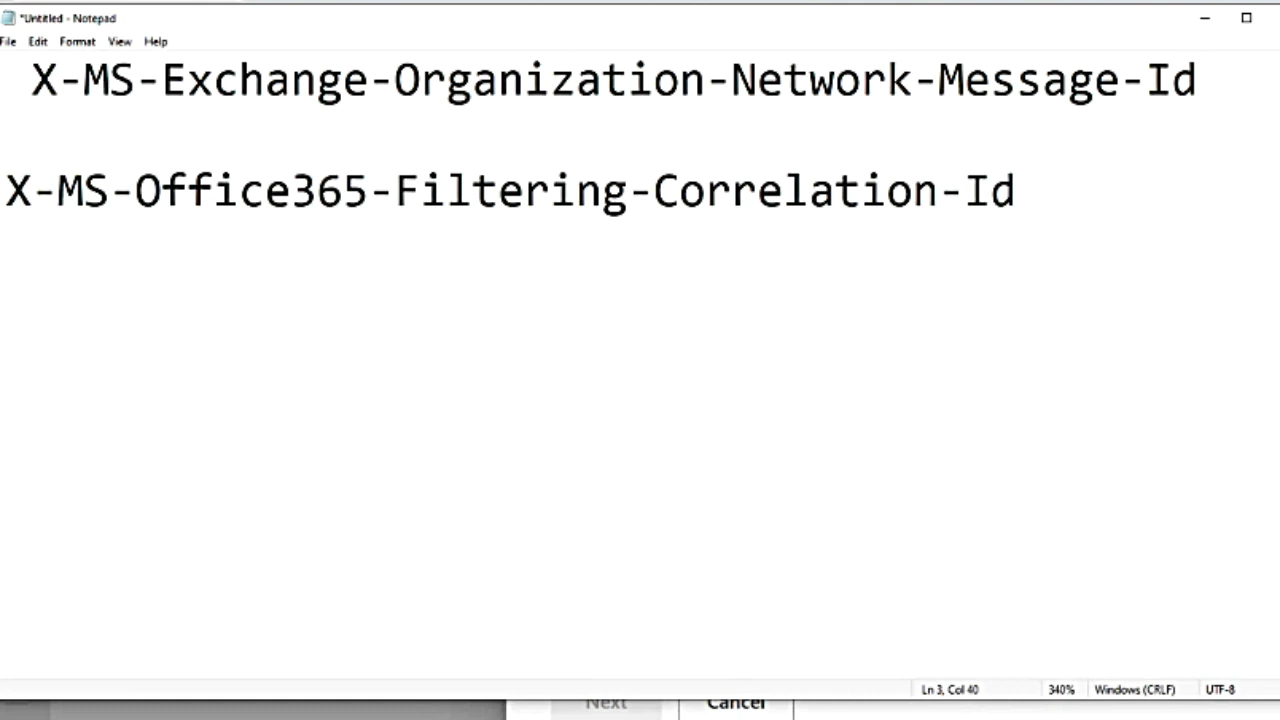 *Untitled - Notepad
File Edit Format View Help
X-MS-Exchange-Organization-Network-Message-Id
X-MS-Office365-Filtering-Correlation-Id
Ln 3, Col 40 340% Windows (CRLF) UTF-8
Next Cancel